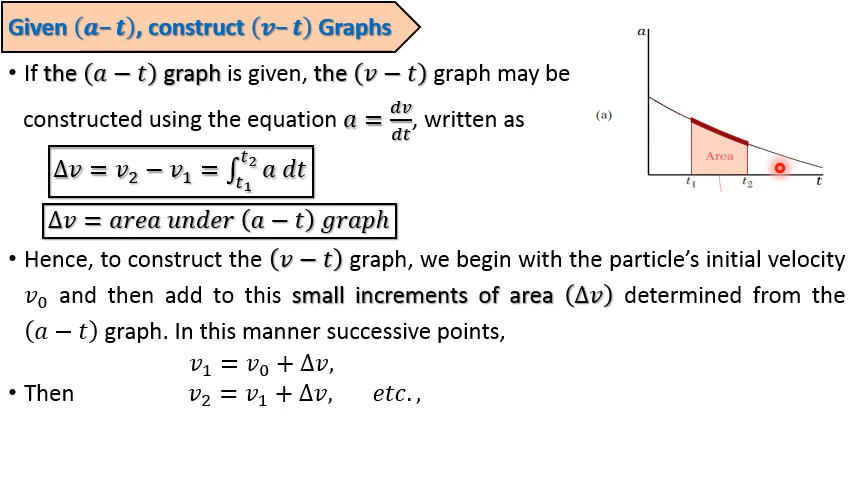 Given (a– t), construct (v– t) Graphs
• If the (a − t) graph is given, the (v − t) graph may be
constructed using the equation a = dv/dt, written as
Δv = v₂ − v₁ = ∫ₜ₁ᵗ² a dt
Δv = area under (a − t) graph
• Hence, to construct the (v − t) graph, we begin with the particle’s initial velocity
v₀ and then add to this small increments of area (Δv) determined from the
(a − t) graph. In this manner successive points,
v₁ = v₀ + Δv,
• Then v₂ = v₁ + Δv, etc.,
a
(a)
Area
t₁ t₂ t